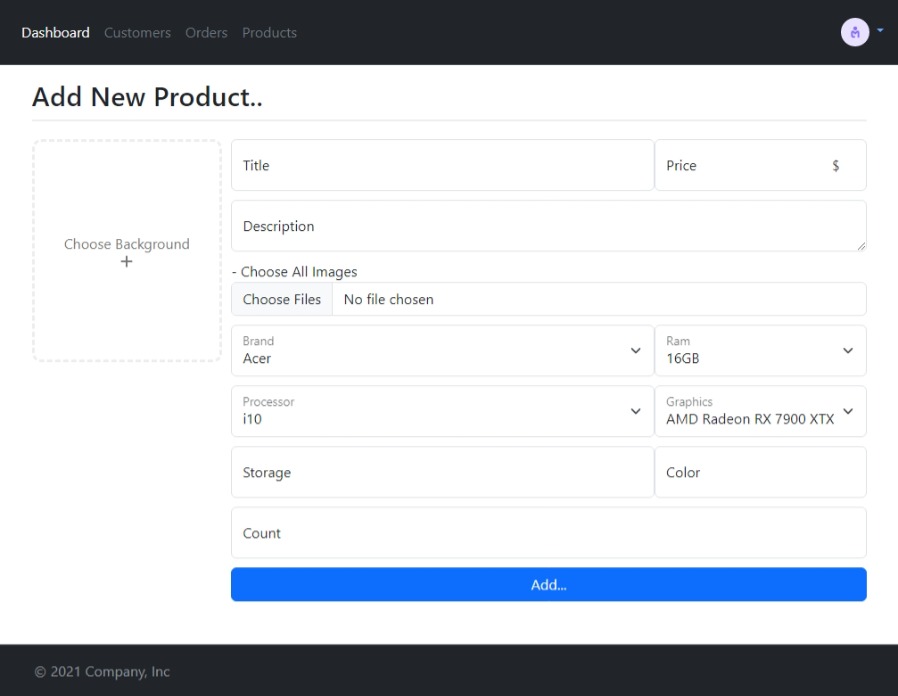 Dashboard Customers Orders Products
Add New Product..
Choose Background
+
Title
Price $
Description
- Choose All Images
Choose Files No file chosen
Brand
Acer
Ram
16GB
Processor
i10
Graphics
AMD Radeon RX 7900 XTX
Storage
Color
Count
Add...
© 2021 Company, Inc